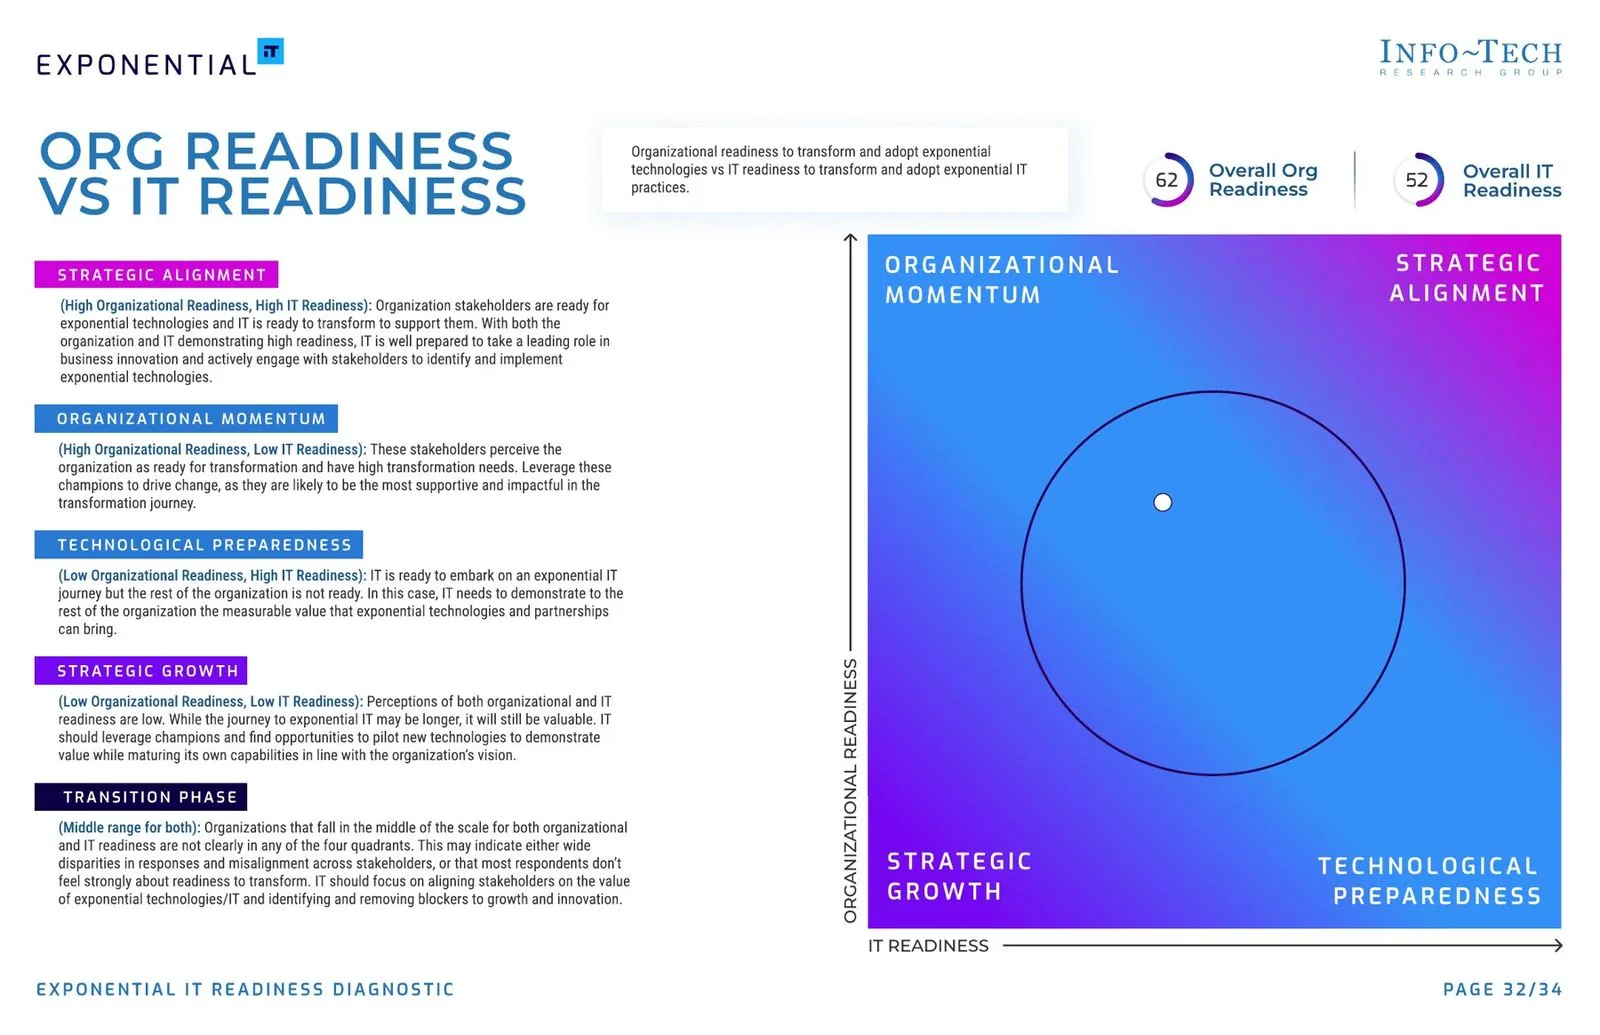 EXPONENTIAL iT
INFO~TECH
RESEARCH GROUP
ORG READINESS
VS IT READINESS
Organizational readiness to transform and adopt exponential
technologies vs IT readiness to transform and adopt exponential IT
practices.
62
Overall Org
Readiness
52
Overall IT
Readiness
STRATEGIC ALIGNMENT
(High Organizational Readiness, High IT Readiness): Organization stakeholders are ready for
exponential technologies and IT is ready to transform to support them. With both the
organization and IT demonstrating high readiness, IT is well prepared to take a leading role in
business innovation and actively engage with stakeholders to identify and implement
exponential technologies.
ORGANIZATIONAL MOMENTUM
(High Organizational Readiness, Low IT Readiness): These stakeholders perceive the
organization as ready for transformation and have high transformation needs. Leverage these
champions to drive change, as they are likely to be the most supportive and impactful in the
transformation journey.
TECHNOLOGICAL PREPAREDNESS
(Low Organizational Readiness, High IT Readiness): IT is ready to embark on an exponential IT
journey but the rest of the organization is not ready. In this case, IT needs to demonstrate to the
rest of the organization the measurable value that exponential technologies and partnerships
can bring.
STRATEGIC GROWTH
(Low Organizational Readiness, Low IT Readiness): Perceptions of both organizational and IT
readiness are low. While the journey to exponential IT may be longer, it will still be valuable. IT
should leverage champions and find opportunities to pilot new technologies to demonstrate
value while maturing its own capabilities in line with the organization's vision.
TRANSITION PHASE
(Middle range for both): Organizations that fall in the middle of the scale for both organizational
and IT readiness are not clearly in any of the four quadrants. This may indicate either wide
disparities in responses and misalignment across stakeholders, or that most respondents don't
feel strongly about readiness to transform. IT should focus on aligning stakeholders on the value
of exponential technologies/IT and identifying and removing blockers to growth and innovation.
ORGANIZATIONAL
MOMENTUM
STRATEGIC
ALIGNMENT
STRATEGIC
GROWTH
TECHNOLOGICAL
PREPAREDNESS
ORGANIZATIONAL READINESS
IT READINESS
EXPONENTIAL IT READINESS DIAGNOSTIC
PAGE 32/34